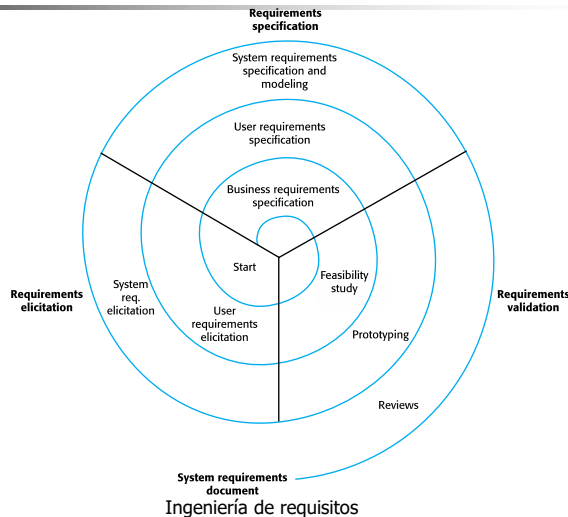 Requirements
specification
System requirements
specification and
modeling
User requirements
specification
Business requirements
specification
Start
Feasibility
study
System
req.
elicitation
User
requirements
elicitation
Requirements
elicitation
Requirements
validation
Prototyping
Reviews
System requirements
document
Ingeniería de requisitos